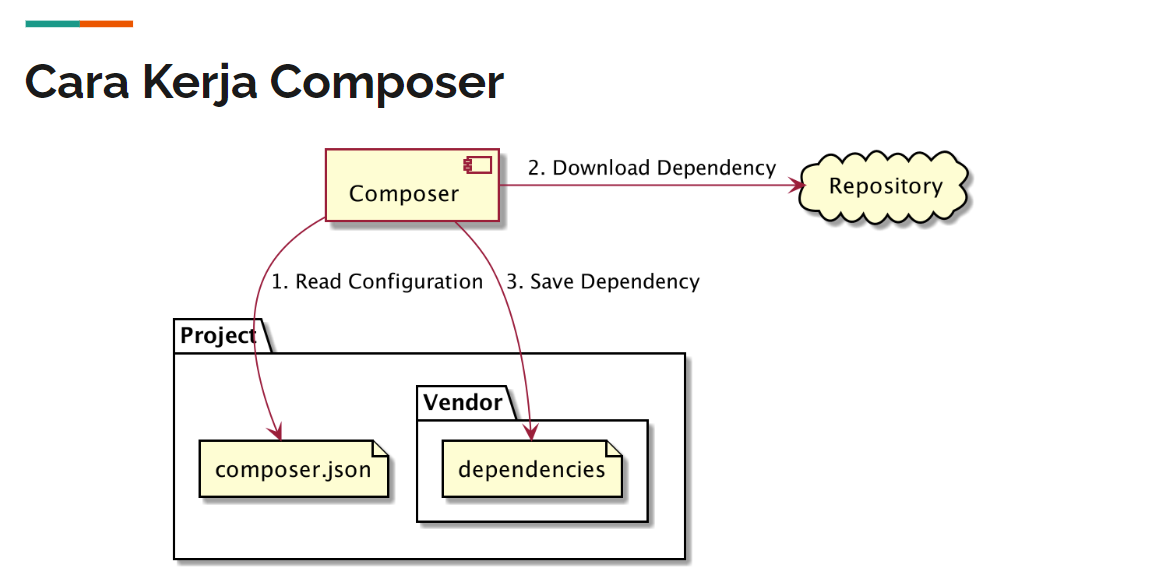 Cara Kerja Composer
Composer
2. Download Dependency
Repository
1. Read Configuration
3. Save Dependency
Project
Vendor
composer.json
dependencies